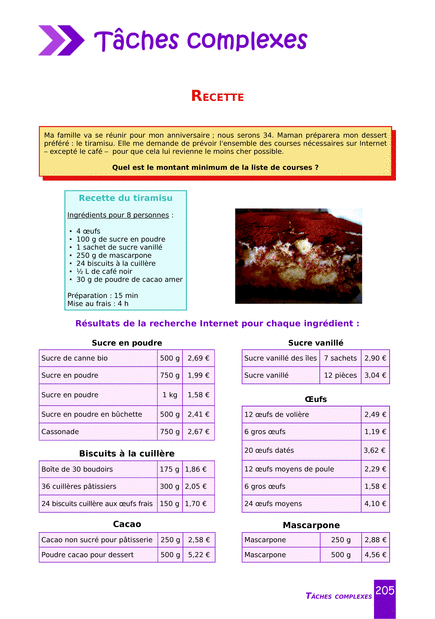 Tâches complexes
RECETTE
Ma famille va se réunir pour mon anniversaire ; nous serons 34. Maman préparera mon dessert
préféré : le tiramisu. Elle me demande de prévoir l'ensemble des courses nécessaires sur Internet
– excepté le café – pour que cela lui revienne le moins cher possible.
Quel est le montant minimum de la liste de courses ?
Recette du tiramisu
Ingrédients pour 8 personnes :
• 4 œufs
• 100 g de sucre en poudre
• 1 sachet de sucre vanillé
• 250 g de mascarpone
• 24 biscuits à la cuillère
• ½ L de café noir
• 30 g de poudre de cacao amer
Préparation : 15 min
Mise au frais : 4 h
Résultats de la recherche Internet pour chaque ingrédient :
Sucre en poudre
Sucre de canne bio 500 g 2,69 €
Sucre en poudre 750 g 1,99 €
Sucre en poudre 1 kg 1,58 €
Sucre en poudre en bûchette 500 g 2,41 €
Cassonade 750 g 2,67 €
Biscuits à la cuillère
Boîte de 30 boudoirs 175 g 1,86 €
36 cuillères pâtissiers 300 g 2,05 €
24 biscuits cuillère aux œufs frais 150 g 1,70 €
Cacao
Cacao non sucré pour pâtisserie 250 g 2,58 €
Poudre cacao pour dessert 500 g 5,22 €
Sucre vanillé
Sucre vanillé des îles 7 sachets 2,90 €
Sucre vanillé 12 pièces 3,04 €
Œufs
12 œufs de volière 2,49 €
6 gros œufs 1,19 €
20 œufs datés 3,62 €
12 œufs moyens de poule 2,29 €
6 gros œufs 1,58 €
24 œufs moyens 4,10 €
Mascarpone
Mascarpone 250 g 2,88 €
Mascarpone 500 g 4,56 €
TÂCHES COMPLEXES 205